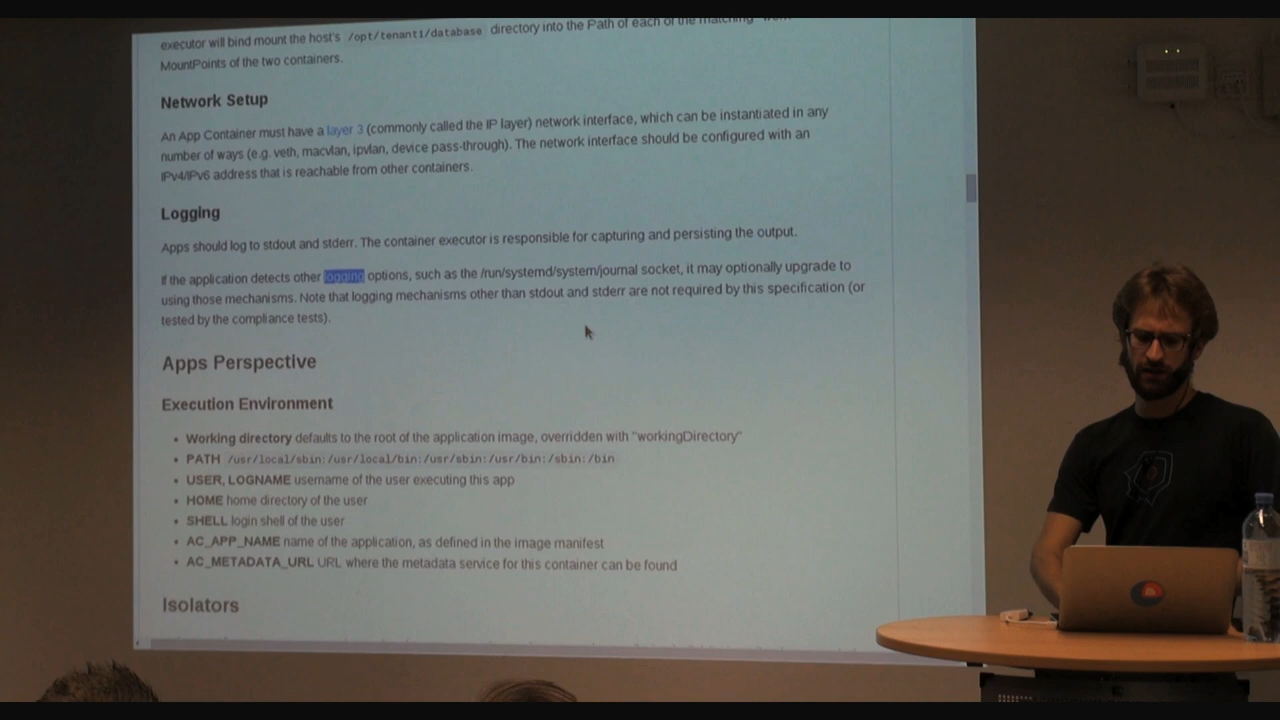 executor will bind mount the host's /opt/tenant1/database directory into the Path of each of the matching
MountPoints of the two containers.
Network Setup
An App Container must have a layer 3 (commonly called the IP layer) network interface, which can be instantiated in any
number of ways (e.g. veth, macvlan, ipvlan, device pass-through). The network interface should be configured with an
IPv4/IPv6 address that is reachable from other containers.
Logging
Apps should log to stdout and stderr. The container executor is responsible for capturing and persisting the output.
If the application detects other logging options, such as the /run/systemd/system/journal socket, it may optionally upgrade to
using those mechanisms. Note that logging mechanisms other than stdout and stderr are not required by this specification (or
tested by the compliance tests).
Apps Perspective
Execution Environment
• Working directory defaults to the root of the application image, overridden with "workingDirectory"
• PATH /usr/local/sbin:/usr/local/bin:/usr/sbin:/usr/bin:/sbin:/bin
• USER, LOGNAME username of the user executing this app
• HOME home directory of the user
• SHELL login shell of the user
• AC_APP_NAME name of the application, as defined in the image manifest
• AC_METADATA_URL URL where the metadata service for this container can be found
Isolators